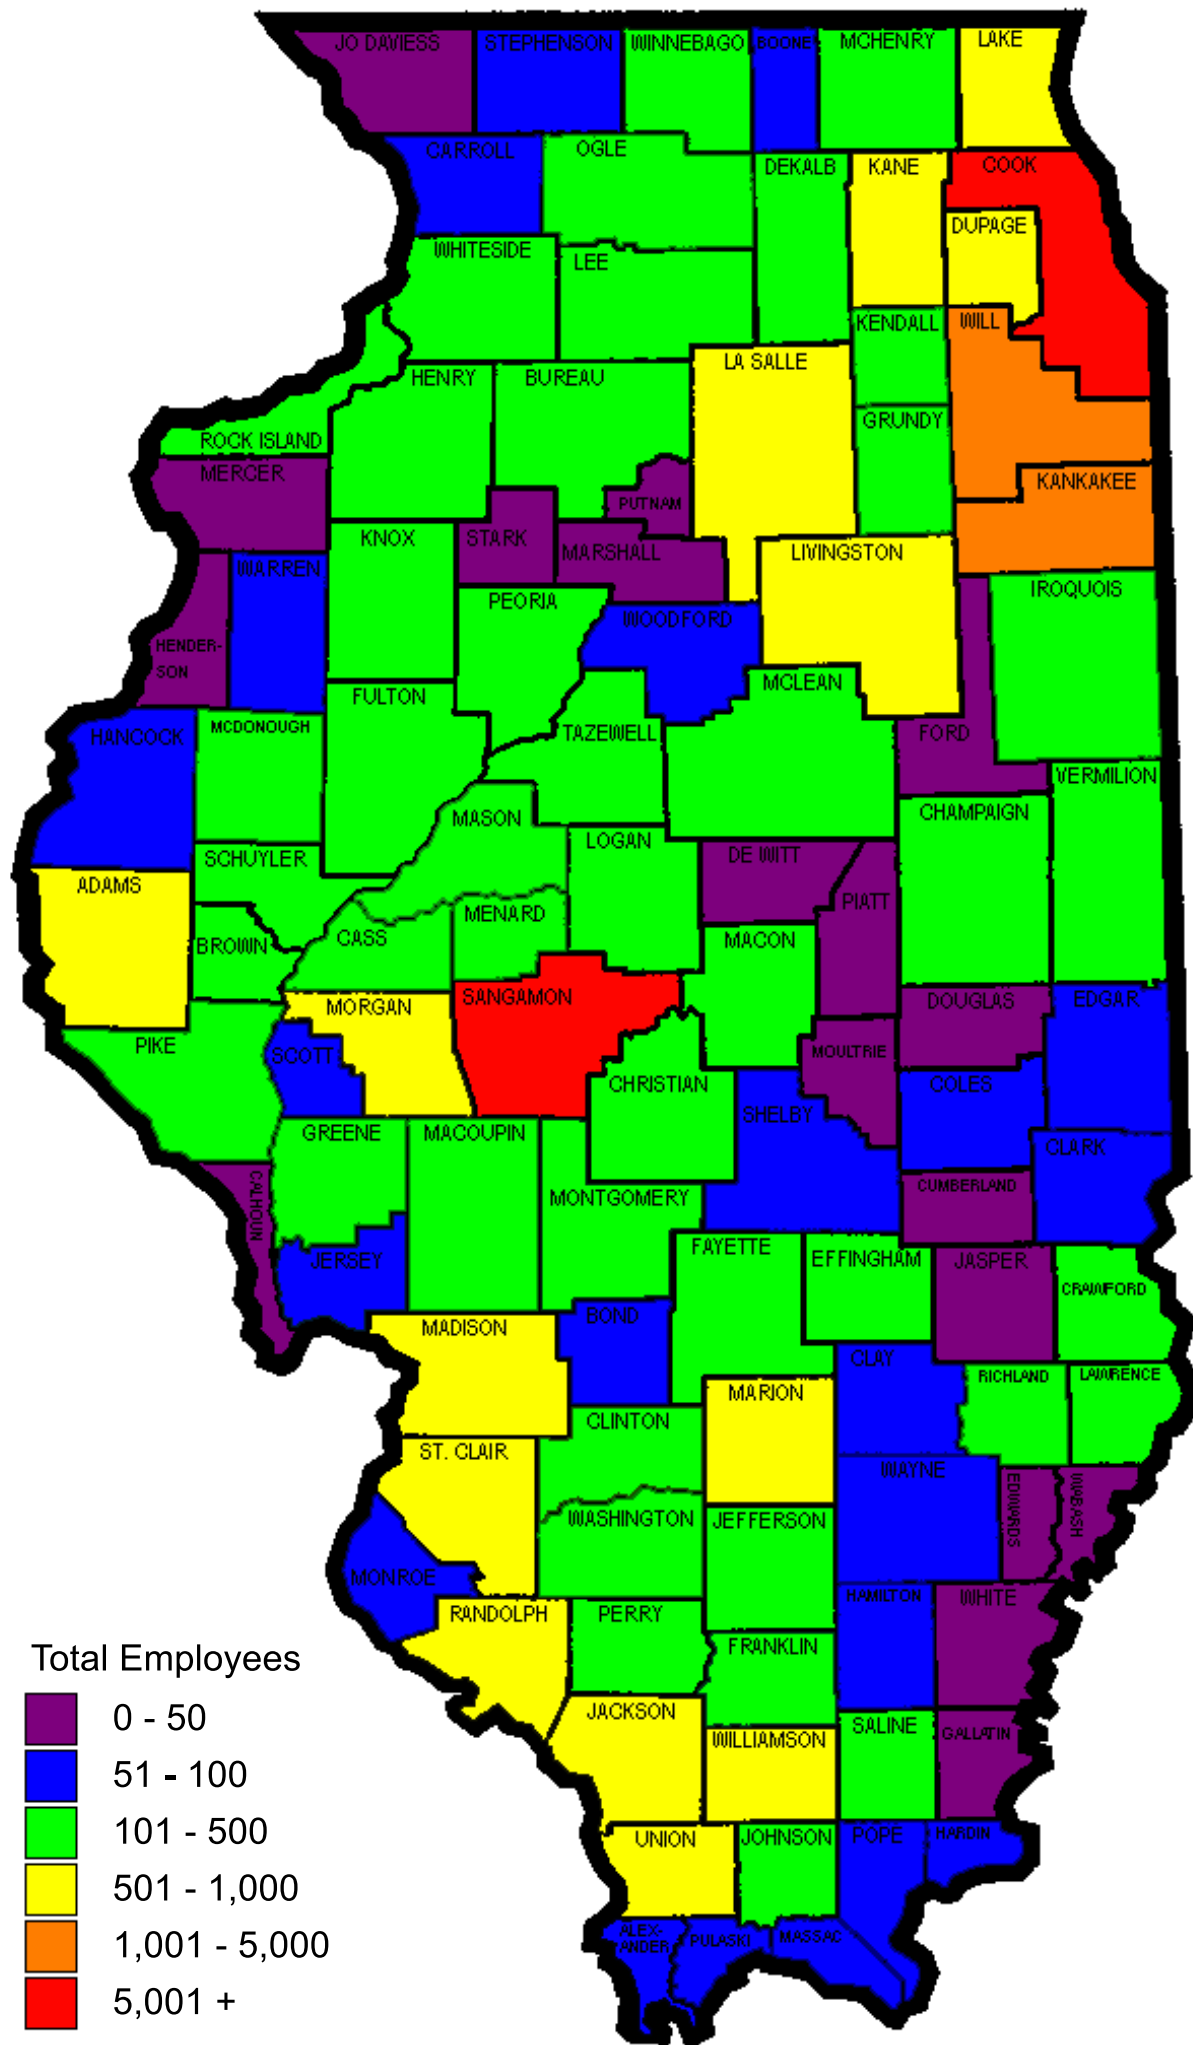 JO DAVIESS
STEPHENSON
WINNEBAGO
BOONE
MCHENRY
LAKE
CARROLL
OGLE
DEKALB
KANE
COOK
DUPAGE
WHITESIDE
LEE
KENDALL
WILL
LA SALLE
HENRY
BUREAU
GRUNDY
ROCK ISLAND
MERCER
KANKAKEE
PUTNAM
KNOX
STARK
MARSHALL
LIVINGSTON
WARREN
IROQUOIS
PEORIA
WOODFORD
HENDER-
SON
MCLEAN
FULTON
MCDONOUGH
HANCOCK
TAZEWELL
FORD
VERMILION
CHAMPAIGN
MASON
LOGAN
DE WITT
SCHUYLER
ADAMS
PIATT
MENARD
CASS
BROWN
MACON
SANGAMON
MORGAN
DOUGLAS
EDGAR
PIKE
SCOTT
MOULTRIE
CHRISTIAN
COLES
SHELBY
GREENE
MACOUPIN
CLARK
CUMBERLAND
MONTGOMERY
CALHOUN
FAYETTE
EFFINGHAM
JASPER
JERSEY
CRAWFORD
BOND
MADISON
CLAY
RICHLAND
LAWRENCE
MARION
CLINTON
ST. CLAIR
WAYNE
EDWARDS
WABASH
WASHINGTON
JEFFERSON
MONROE
HAMILTON
WHITE
RANDOLPH
PERRY
FRANKLIN
JACKSON
SALINE
GALLATIN
WILLIAMSON
UNION
JOHNSON
POPE
HARDIN
ALEX-
ANDER
PULASKI
MASSAC
Total Employees
0 - 50
51 - 100
101 - 500
501 - 1,000
1,001 - 5,000
5,001 +